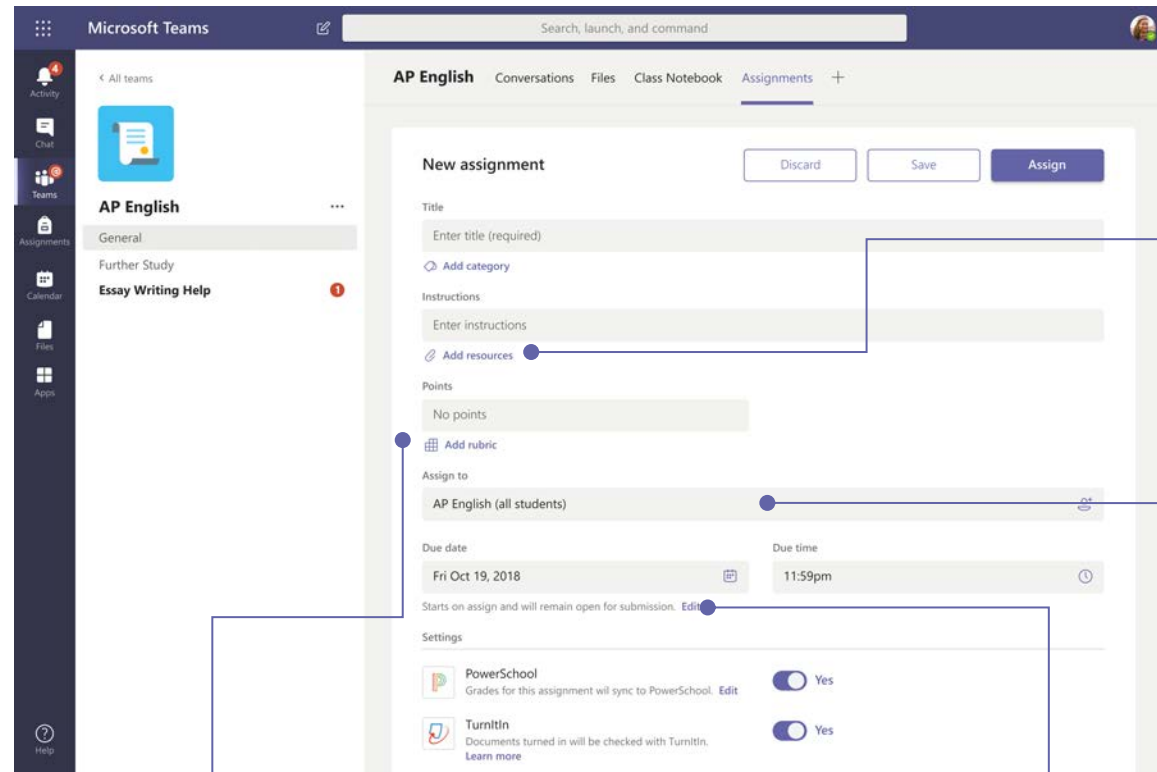 Microsoft Teams
Search, launch, and command
4
Activity
Chat
@
Teams
Assignments
Calendar
Files
Apps
Help
< All teams
AP English
...
General
Further Study
Essay Writing Help
1
AP English Conversations Files Class Notebook Assignments +
New assignment
Discard
Save
Assign
Title
Enter title (required)
Add category
Instructions
Enter instructions
Add resources
Points
No points
Add rubric
Assign to
AP English (all students)
Due date
Due time
Fri Oct 19, 2018
11:59pm
Starts on assign and will remain open for submission. Edit
Settings
PowerSchool
Grades for this assignment wil sync to PowerSchool. Edit
Yes
TurnItIn
Documents turned in will be checked with TurnItIn.
Learn more
Yes